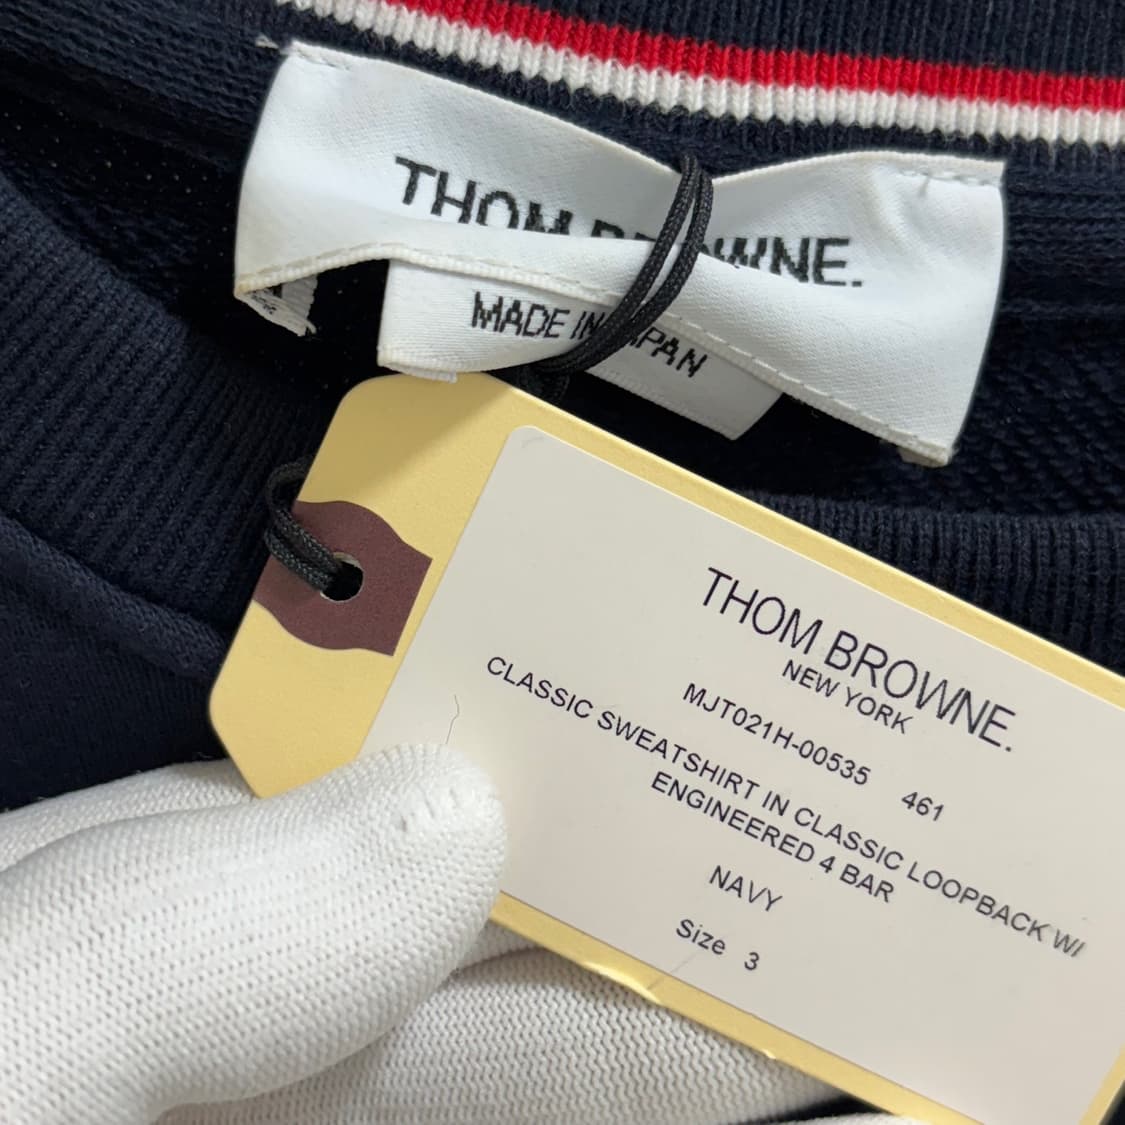 THOM BROWNE.
MADE IN JAPAN
THOM BROWNE.
NEW YORK
MJT021H-00535 461
CLASSIC SWEATSHIRT IN CLASSIC LOOPBACK W/
ENGINEERED 4 BAR
NAVY
Size 3